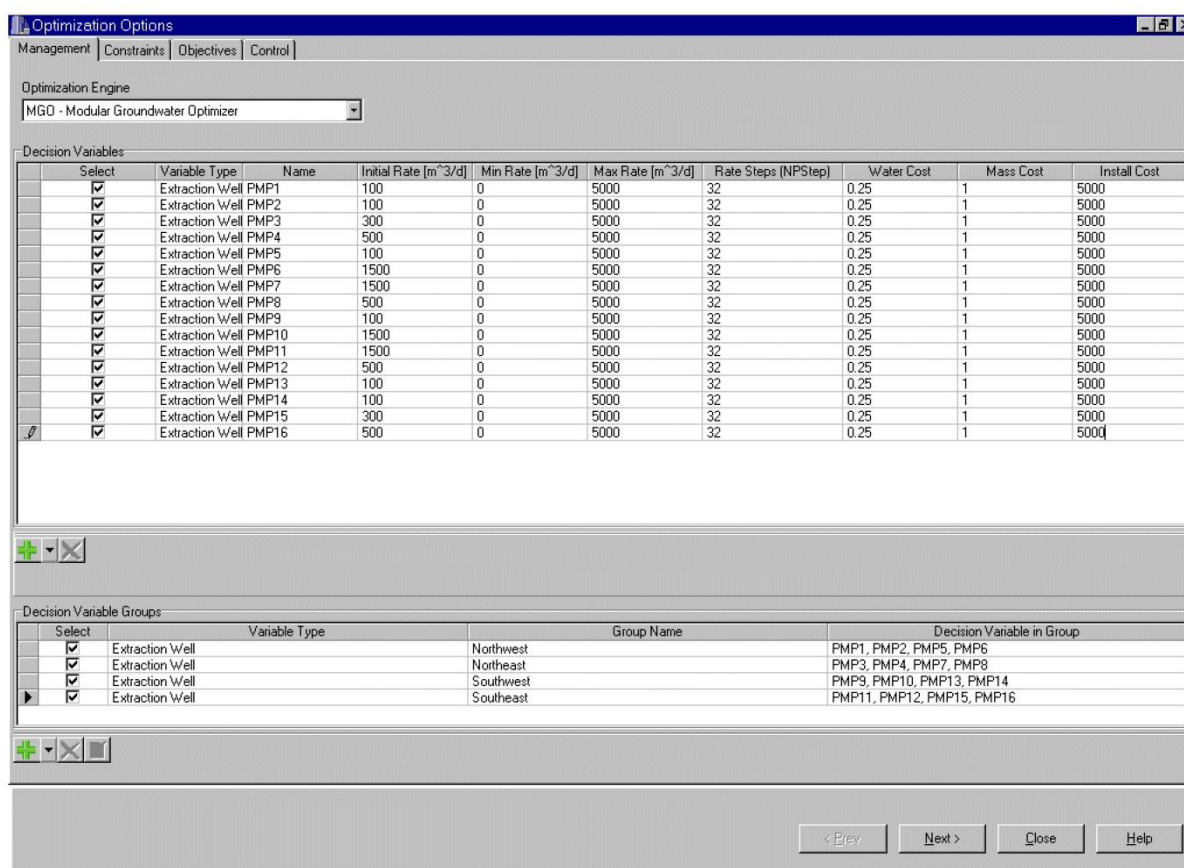 Optimization Options
Management Constraints Objectives Control
Optimization Engine
MGO - Modular Groundwater Optimizer
Decision Variables
Select Variable Type Name Initial Rate [m^3/d] Min Rate [m^3/d] Max Rate [m^3/d] Rate Steps (NPStep) Water Cost Mass Cost Install Cost
Extraction Well PMP1 100 0 5000 32 0.25 1 5000
Extraction Well PMP2 100 0 5000 32 0.25 1 5000
Extraction Well PMP3 300 0 5000 32 0.25 1 5000
Extraction Well PMP4 500 0 5000 32 0.25 1 5000
Extraction Well PMP5 100 0 5000 32 0.25 1 5000
Extraction Well PMP6 1500 0 5000 32 0.25 1 5000
Extraction Well PMP7 1500 0 5000 32 0.25 1 5000
Extraction Well PMP8 500 0 5000 32 0.25 1 5000
Extraction Well PMP9 100 0 5000 32 0.25 1 5000
Extraction Well PMP10 1500 0 5000 32 0.25 1 5000
Extraction Well PMP11 1500 0 5000 32 0.25 1 5000
Extraction Well PMP12 500 0 5000 32 0.25 1 5000
Extraction Well PMP13 100 0 5000 32 0.25 1 5000
Extraction Well PMP14 100 0 5000 32 0.25 1 5000
Extraction Well PMP15 300 0 5000 32 0.25 1 5000
Extraction Well PMP16 500 0 5000 32 0.25 1 5000
Decision Variable Groups
Select Variable Type Group Name Decision Variable in Group
Extraction Well Northwest PMP1, PMP2, PMP5, PMP6
Extraction Well Northeast PMP3, PMP4, PMP7, PMP8
Extraction Well Southwest PMP9, PMP10, PMP13, PMP14
Extraction Well Southeast PMP11, PMP12, PMP15, PMP16
< Prev Next > Close Help